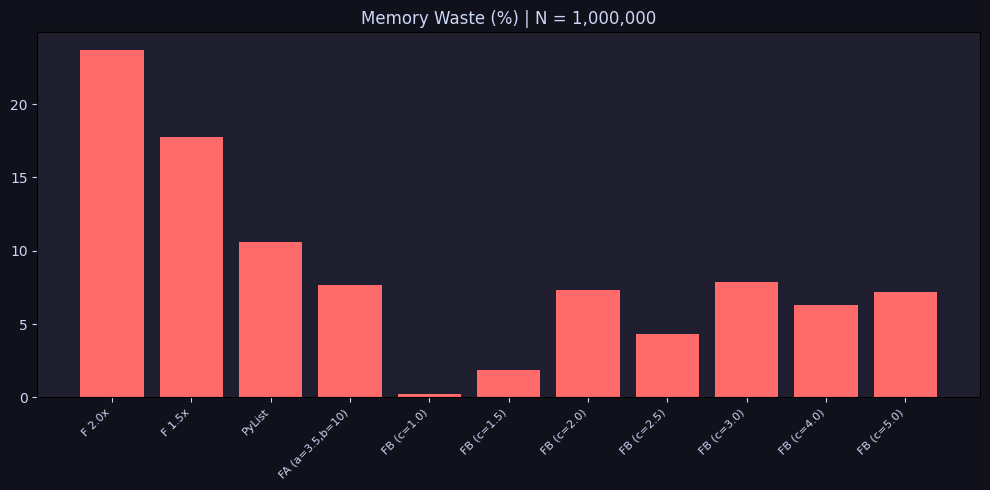 Memory Waste (%) | N = 1,000,000
20
15
10
5
0
F 2.0x
F 1.5x
PyList
FA (a=3.5,b=10)
FB (c=1.0)
FB (c=1.5)
FB (c=2.0)
FB (c=2.5)
FB (c=3.0)
FB (c=4.0)
FB (c=5.0)